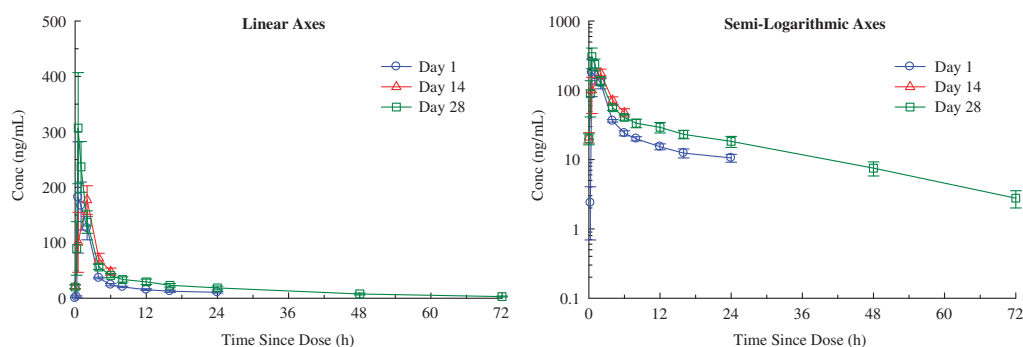 Linear Axes
500
400
300
200
100
0
Conc (ng/mL)
0 12 24 36 48 60 72
Time Since Dose (h)
Day 1
Day 14
Day 28
Semi-Logarithmic Axes
1000
100
10
1
0.1
Conc (ng/mL)
0 12 24 36 48 60 72
Time Since Dose (h)
Day 1
Day 14
Day 28